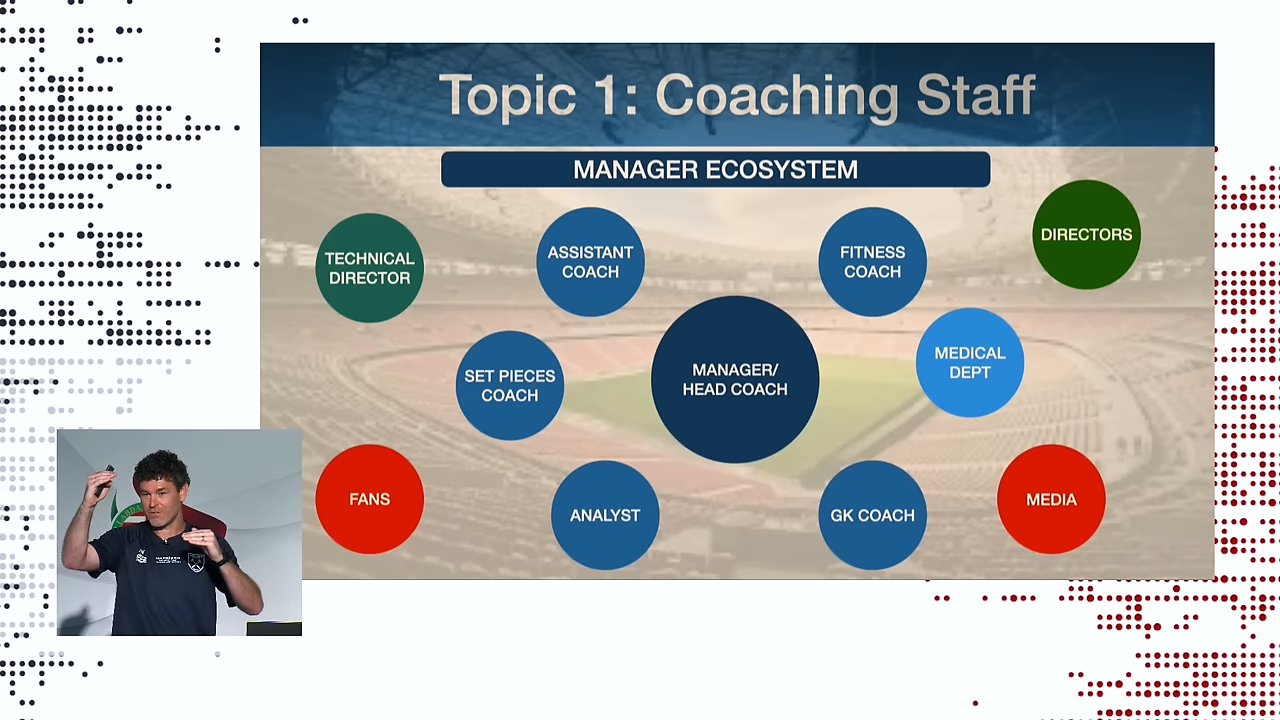 Topic 1: Coaching Staff
MANAGER ECOSYSTEM
TECHNICAL
DIRECTOR
ASSISTANT
COACH
FITNESS
COACH
DIRECTORS
SET PIECES
COACH
MANAGER/
HEAD COACH
MEDICAL
DEPT
FANS
ANALYST
GK COACH
MEDIA